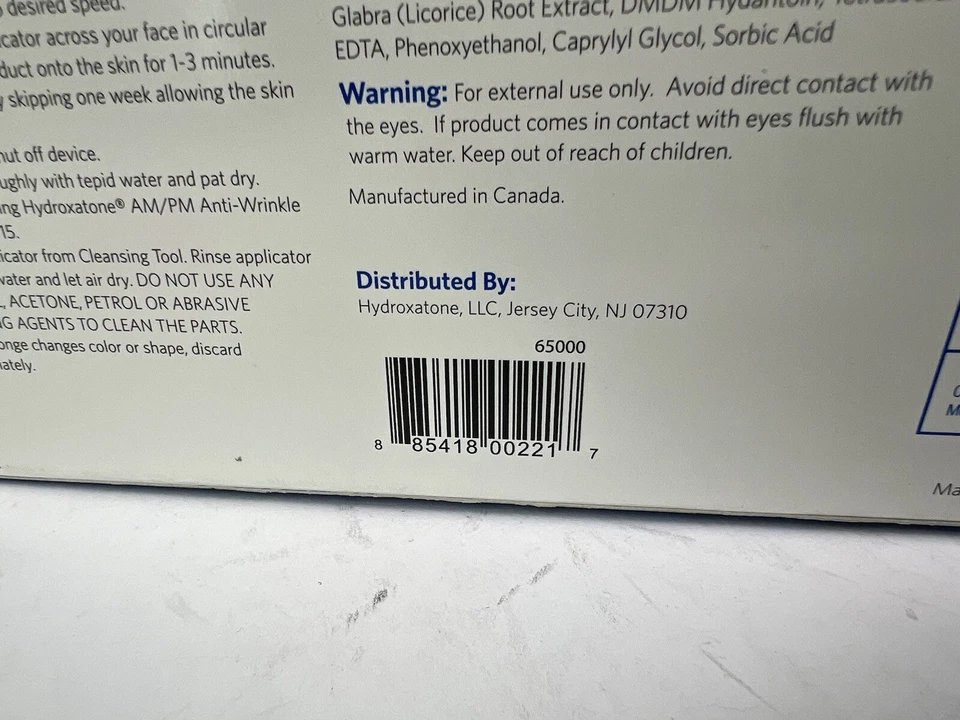 desired speed.
cator across your face in circular
duct onto the skin for 1-3 minutes.
skipping one week allowing the skin
ut off device.
ughly with tepid water and pat dry.
ng Hydroxatone® AM/PM Anti-Wrinkle
15.
icator from Cleansing Tool. Rinse applicator
vater and let air dry. DO NOT USE ANY
, ACETONE, PETROL OR ABRASIVE
G AGENTS TO CLEAN THE PARTS.
onge changes color or shape, discard
ately.
Glabra (Licorice) Root Extract, DMDM Hydantoin,
EDTA, Phenoxyethanol, Caprylyl Glycol, Sorbic Acid
Warning: For external use only. Avoid direct contact with
the eyes. If product comes in contact with eyes flush with
warm water. Keep out of reach of children.
Manufactured in Canada.
Distributed By:
Hydroxatone, LLC, Jersey City, NJ 07310
65000
8 85418 00221 7
Ma